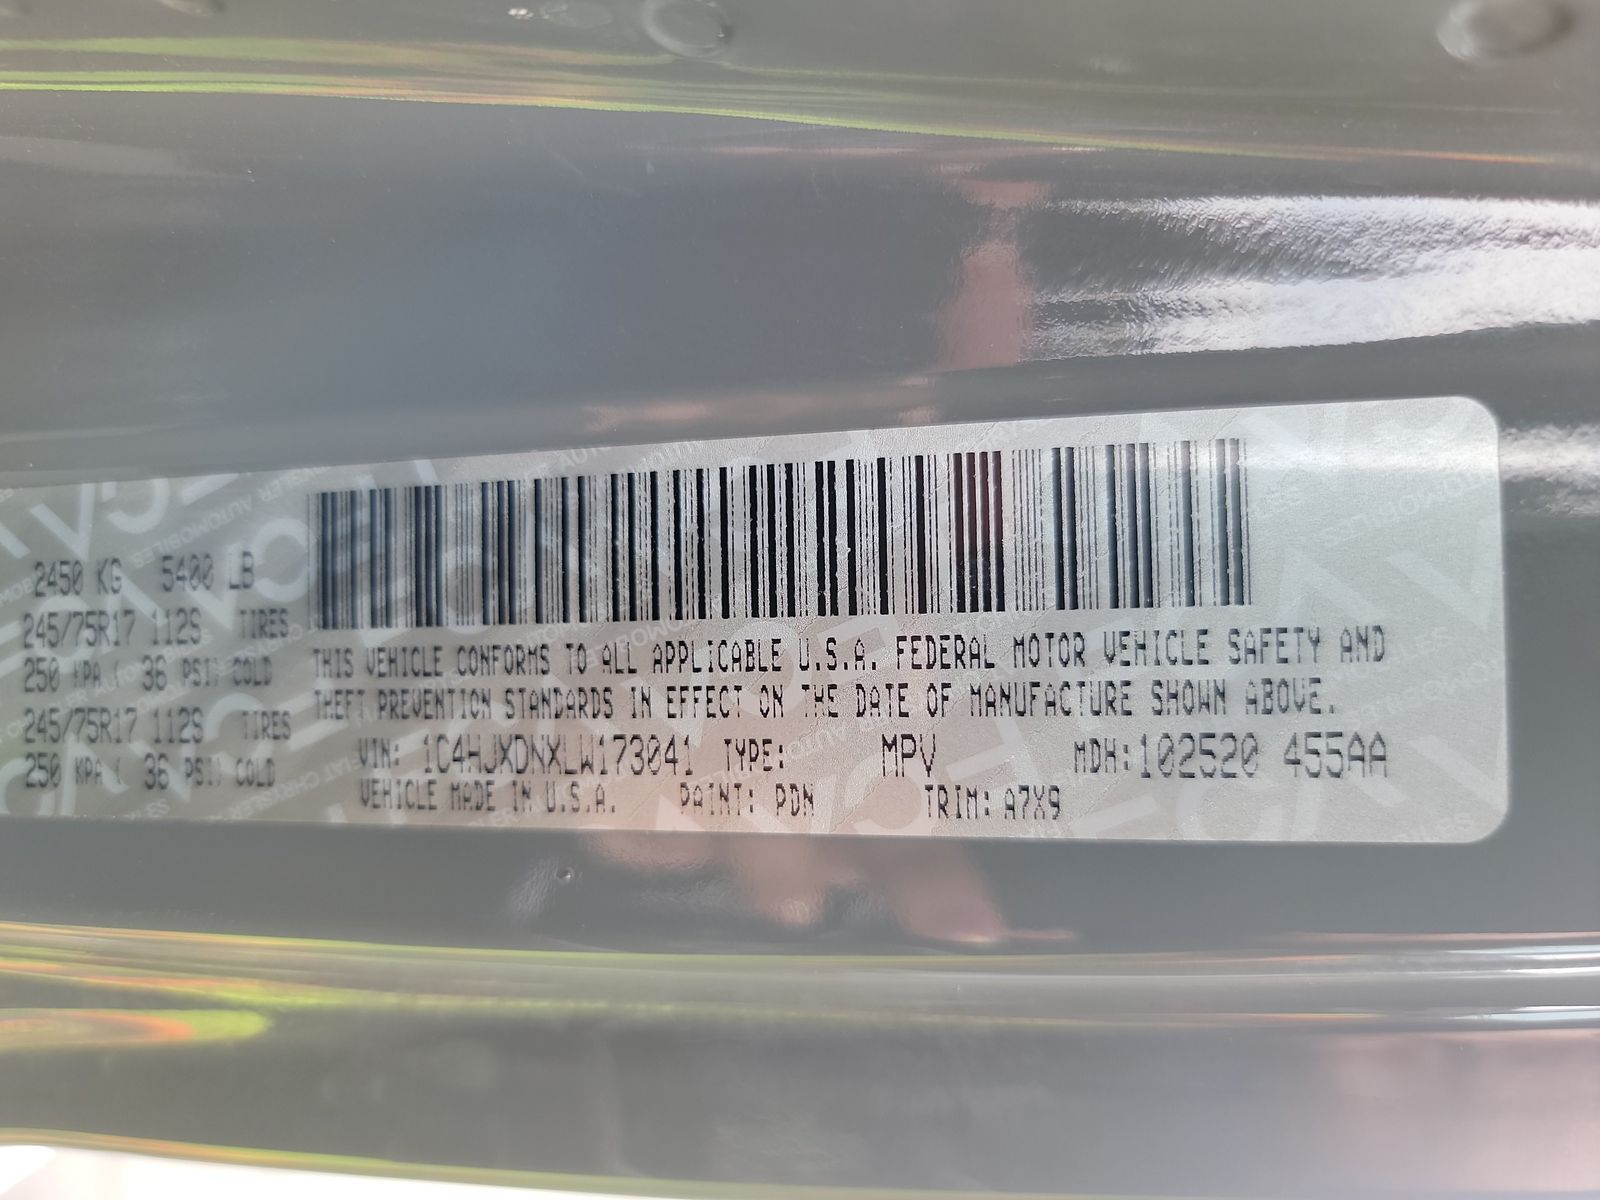 2450 KG 5400 LB
245/75R17 112S TIRES
250 KPA ( 36 PSI) COLD
245/75R17 112S TIRES
250 KPA ( 36 PSI) COLD
THIS VEHICLE CONFORMS TO ALL APPLICABLE U.S.A. FEDERAL MOTOR VEHICLE SAFETY AND
THEFT PREVENTION STANDARDS IN EFFECT ON THE DATE OF MANUFACTURE SHOWN ABOVE.
VIN: 1C4HJXDNXLW173041 TYPE: MPV MDH: 102520 455AA
VEHICLE MADE IN U.S.A. PAINT: PDN TRIM: A7X9